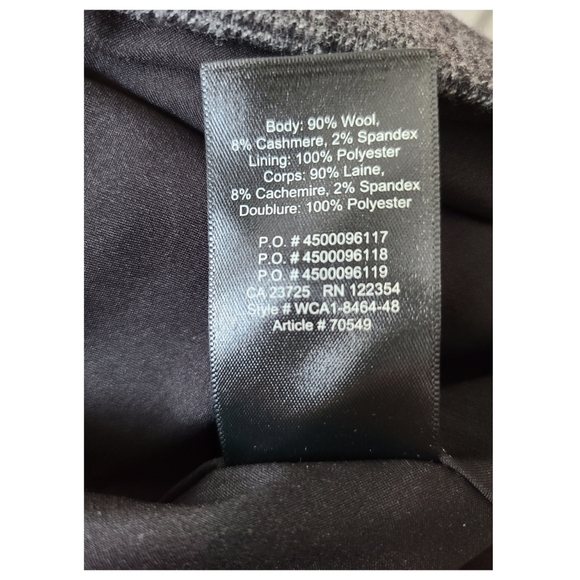 Body: 90% Wool,
8% Cashmere, 2% Spandex
Lining: 100% Polyester
Corps: 90% Laine,
8% Cachemire, 2% Spandex
Doublure: 100% Polyester
P.O. # 4500096117
P.O. # 4500096118
P.O. # 4500096119
CA 23725 RN 122354
Style # WCA1-8464-48
Article # 70549